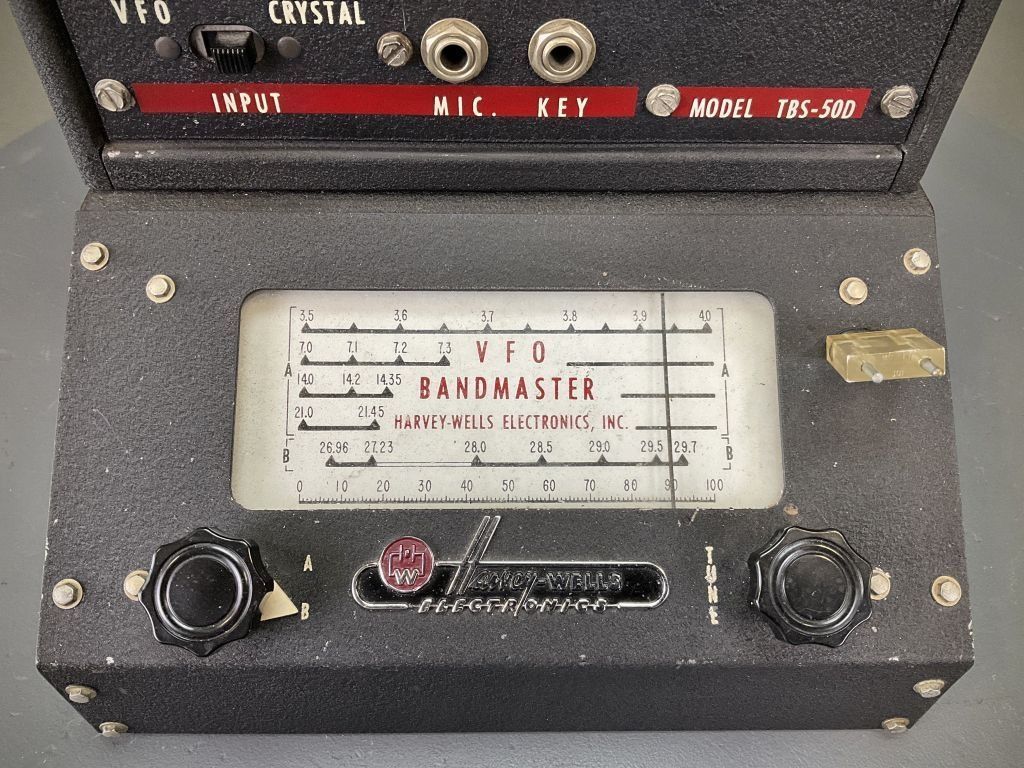 VFO CRYSTAL
INPUT MIC. KEY MODEL TBS-50D
3.5 3.6 3.7 3.8 3.9 4.0
7.0 7.1 7.2 7.3 VFO
A A
14.0 14.2 14.35 BANDMASTER
21.0 21.45 HARVEY-WELLS ELECTRONICS, INC.
B 26.96 27.23 28.0 28.5 29.0 29.5 29.7 B
0 10 20 30 40 50 60 70 80 90 100
A
B
W
HARVEY-WELLS
ELECTRONICS
TUNE